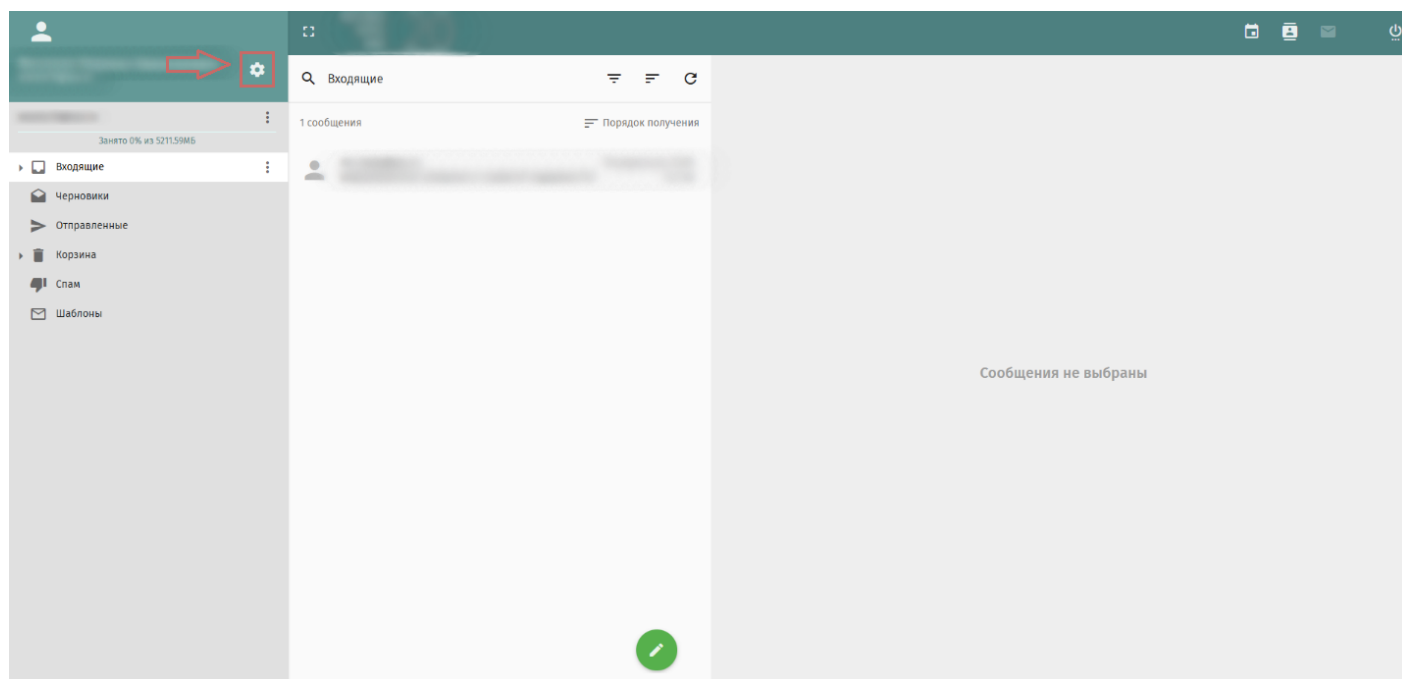 Входящие
1 сообщения
Порядок получения
Занято 0% из 5211.59МБ
Входящие
Черновики
Отправленные
Корзина
Спам
Шаблоны
Сообщения не выбраны